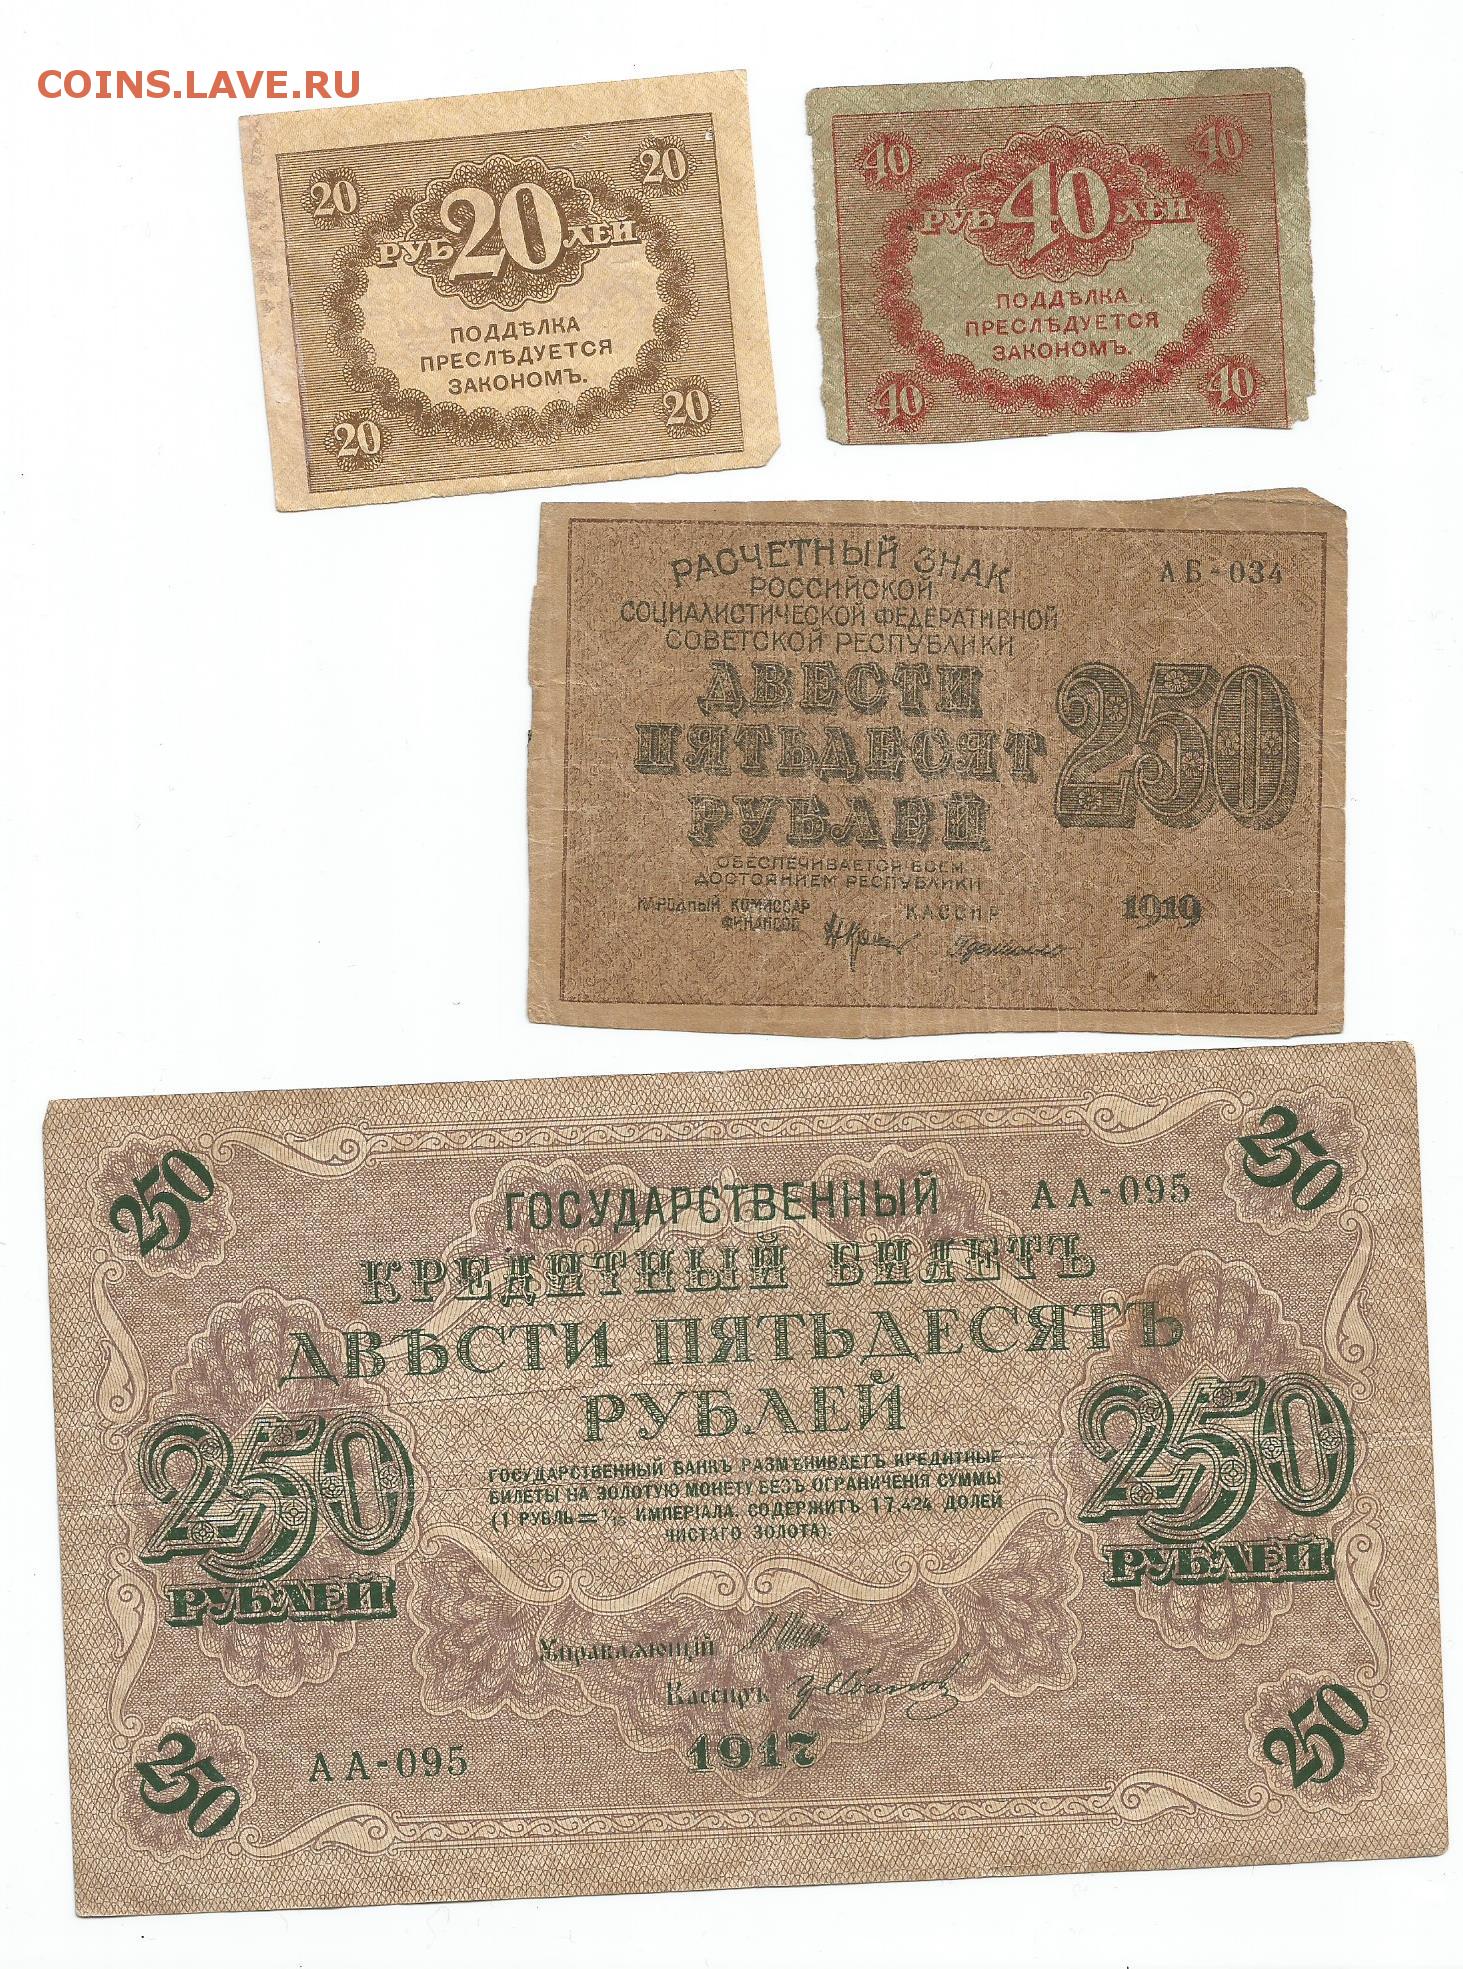 COINS.LAVE.RU
20
20
РУБ 20 ЛЕЙ
ПОДДѢЛКА
ПРЕСЛѢДУЕТСЯ
ЗАКОНОМЪ.
20
20
40
40
РУБ 40 ЛЕЙ
ПОДДѢЛКА
ПРЕСЛѢДУЕТСЯ
ЗАКОНОМЪ.
40
40
РАСЧЕТНЫЙ ЗНАК
АБ-034
РОССИЙСКОЙ
СОЦИАЛИСТИЧЕСКОЙ ФЕДЕРАТИВНОЙ
СОВЕТСКОЙ РЕСПУБЛИКИ
ДВЕСТИ
ПЯТЬДЕСЯТ
РУБЛЕЙ
250
ОБЕСПЕЧИВАЕТСЯ ВСЕМ
ДОСТОЯНИЕМ РЕСПУБЛИКИ
НАРОДНЫЙ КОМИССАР
ФИНАНСОВ
КАССИР
1919
250
250
ГОСУДАРСТВЕННЫЙ
АА-095
КРЕДИТНЫЙ БИЛЕТЪ
ДВѢСТИ ПЯТЬДЕСЯТЪ
РУБЛЕЙ
250
РУБЛЕЙ
250
РУБЛЕЙ
ГОСУДАРСТВЕННЫЙ БАНКЪ РАЗМѢНИВАЕТЪ КРЕДИТНЫЕ
БИЛЕТЫ НА ЗОЛОТУЮ МОНЕТУ БЕЗЪ ОГРАНИЧЕНІЯ СУММЫ
(1 РУБЛЬ = 1/15 ИМПЕРІАЛА, СОДЕРЖИТЪ 17,424 ДОЛЕЙ
ЧИСТАГО ЗОЛОТА).
Управляющій
Кассиръ
1917
АА-095
250
250